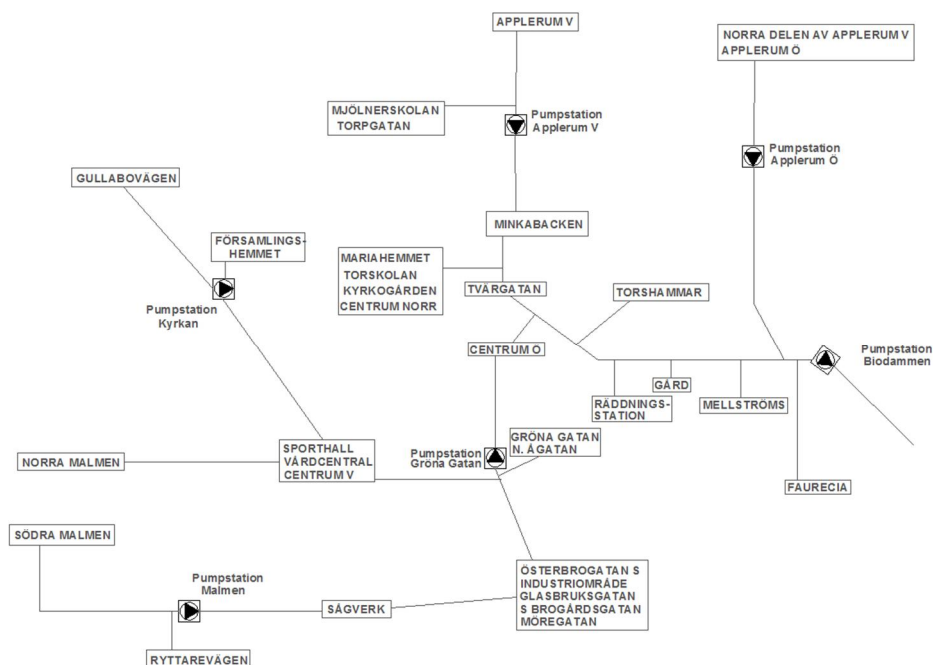 APPLERUM V
NORRA DELEN AV APPLERUM V
APPLERUM Ö
MJÖLNERSKOLAN
TORPGATAN
Pumpstation
Applerum V
Pumpstation
Applerum Ö
GULLABOVÄGEN
MINKABACKEN
FÖRSAMLINGS-
HEMMET
MARIAHEMMET
TORSKOLAN
KYRKOGÅRDEN
CENTRUM NORR
TVÄRGATAN
TORSHAMMAR
Pumpstation
Kyrkan
CENTRUM Ö
Pumpstation
Biodammen
GÅRD
RÄDDNINGS-
STATION
MELLSTRÖMS
SPORTHALL
VÅRDCENTRAL
CENTRUM V
NORRA MALMEN
Pumpstation
Gröna Gatan
GRÖNA GATAN
N. ÅGATAN
FAURECIA
SÖDRA MALMEN
Pumpstation
Malmen
SÅGVERK
ÖSTERBROGATAN S
INDUSTRIOMRÅDE
GLASBRUKSGATAN
S BROGÅRDSGATAN
MÖREGATAN
RYTTAREVÄGEN